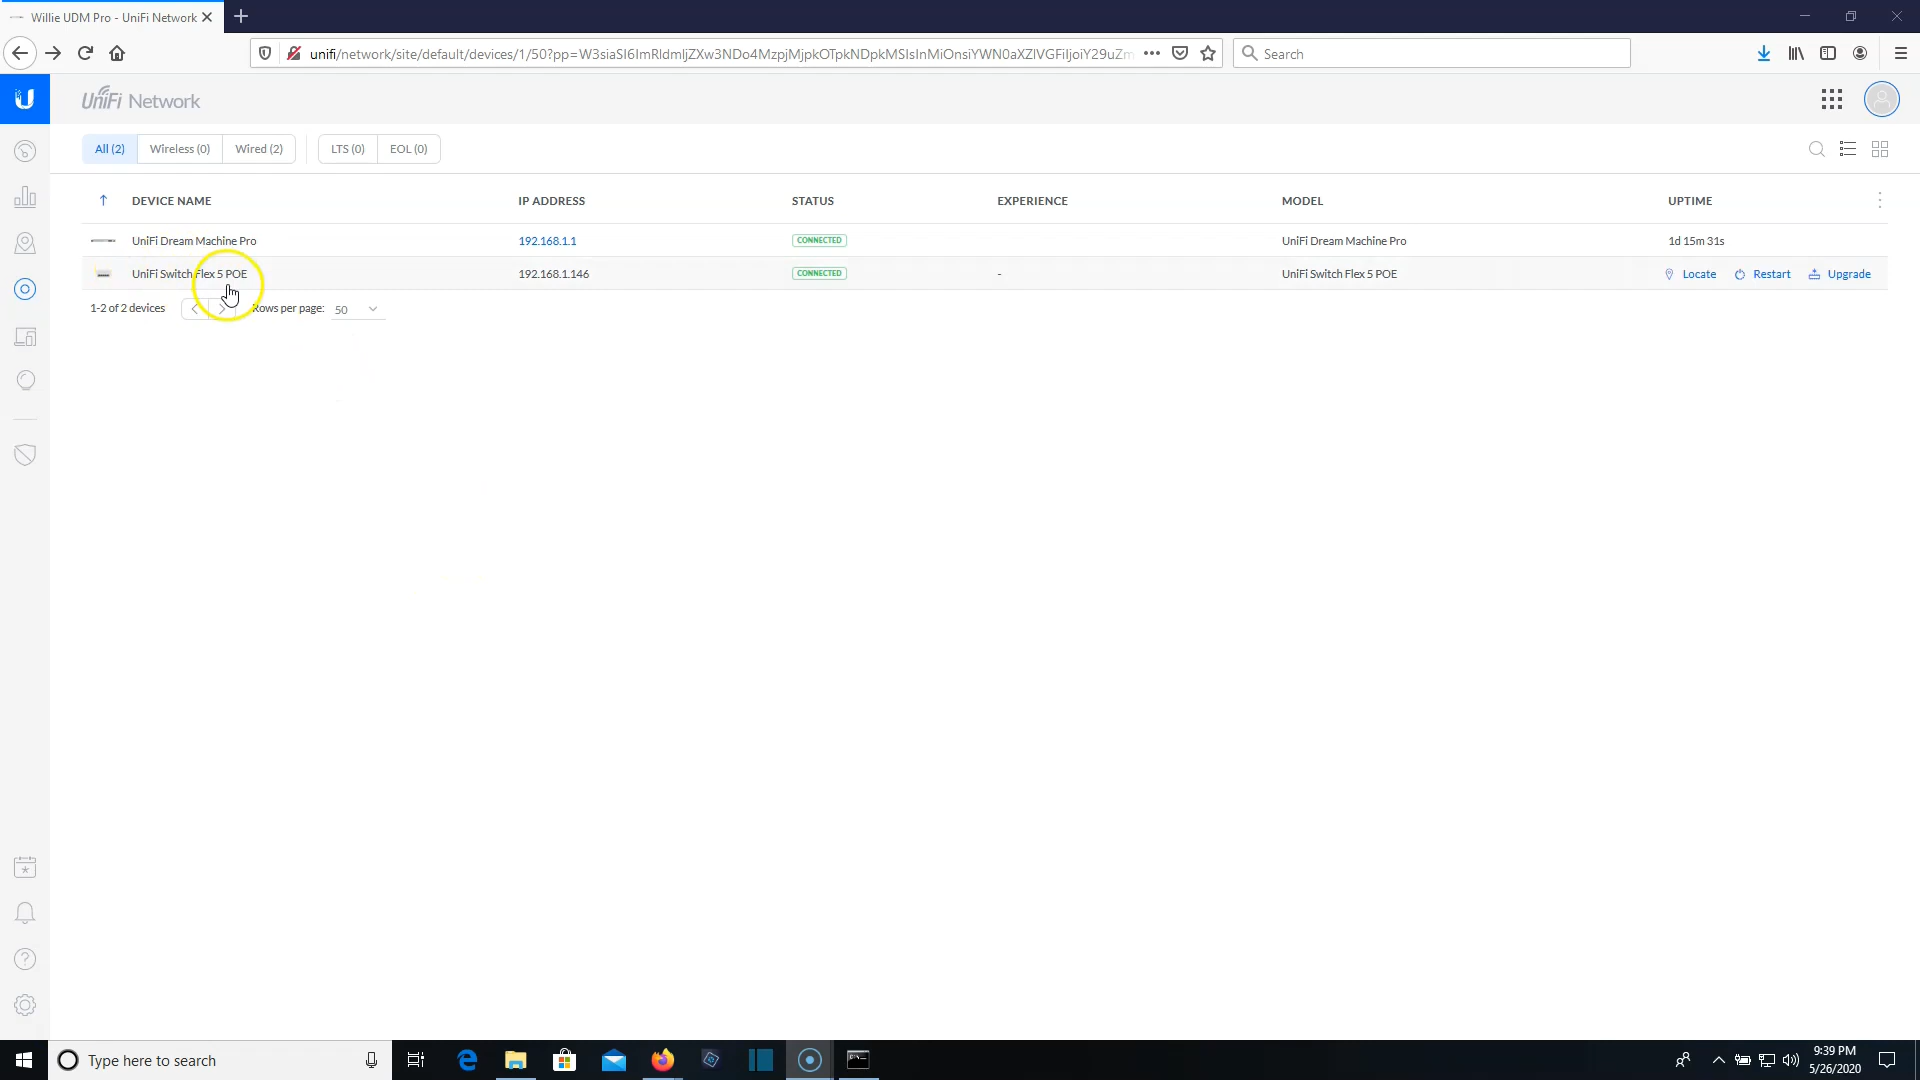 Willie UDM Pro - UniFi Network
unifi/network/site/default/devices/1/50?pp=W3siaSI6ImRldmljZXw3NDo4MzpjMjpkOTpkNDpkMSIsInMiOnsiYWN0aXZlVGFiIjoiY29uZm
Search
UniFi Network
All (2) Wireless (0) Wired (2) LTS (0) EOL (0)
DEVICE NAME IP ADDRESS STATUS EXPERIENCE MODEL UPTIME
UniFi Dream Machine Pro 192.168.1.1 CONNECTED UniFi Dream Machine Pro 1d 15m 31s
UniFi Switch Flex 5 POE 192.168.1.146 CONNECTED - UniFi Switch Flex 5 POE Locate Restart Upgrade
1-2 of 2 devices Rows per page: 50
Type here to search
9:39 PM
5/26/2020